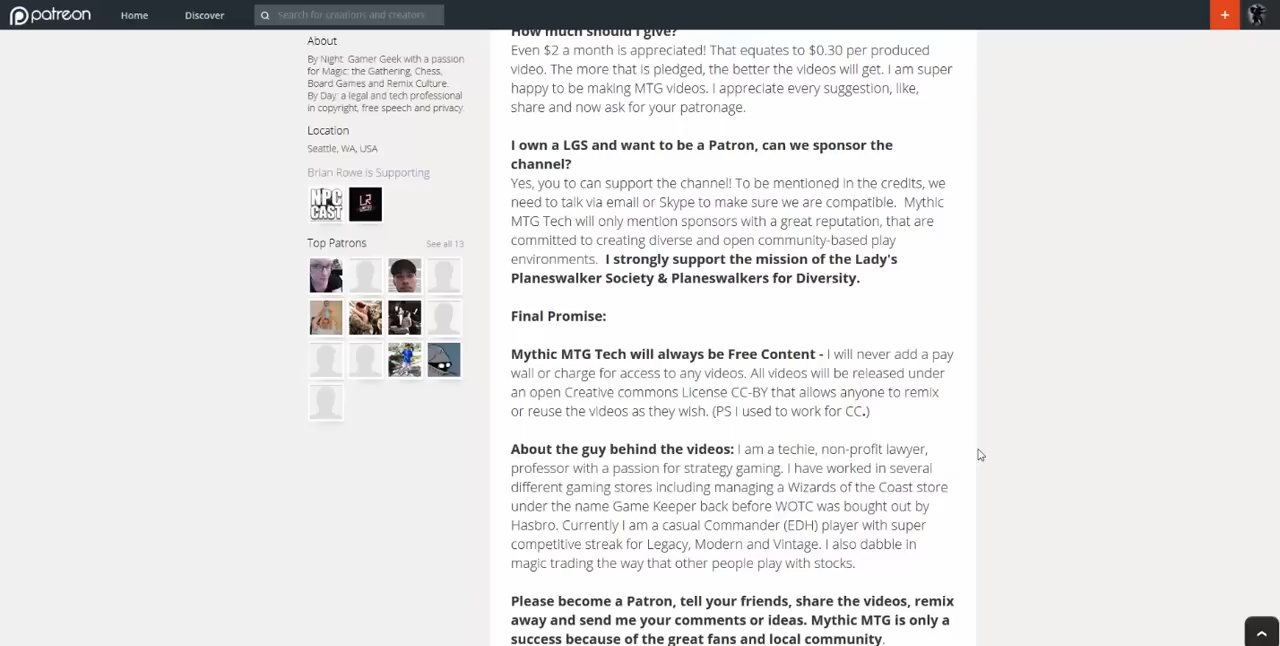 patreon
Home
Discover
Search for creations and creators
+
About
By Night: Gamer Geek with a passion
for Magic: the Gathering, Chess,
Board Games and Remix Culture.
By Day: a legal and tech professional
in copyright, free speech and privacy.
Location
Seattle, WA, USA
Brian Rowe is Supporting
NPC
CAST
LR
Top Patrons
See all 13
How much should I give?
Even $2 a month is appreciated! That equates to $0.30 per produced
video. The more that is pledged, the better the videos will get. I am super
happy to be making MTG videos. I appreciate every suggestion, like,
share and now ask for your patronage.
I own a LGS and want to be a Patron, can we sponsor the
channel?
Yes, you to can support the channel! To be mentioned in the credits, we
need to talk via email or Skype to make sure we are compatible. Mythic
MTG Tech will only mention sponsors with a great reputation, that are
committed to creating diverse and open community-based play
environments. I strongly support the mission of the Lady's
Planeswalker Society & Planeswalkers for Diversity.
Final Promise:
Mythic MTG Tech will always be Free Content - I will never add a pay
wall or charge for access to any videos. All videos will be released under
an open Creative commons License CC-BY that allows anyone to remix
or reuse the videos as they wish. (PS I used to work for CC.)
About the guy behind the videos: I am a techie, non-profit lawyer,
professor with a passion for strategy gaming. I have worked in several
different gaming stores including managing a Wizards of the Coast store
under the name Game Keeper back before WOTC was bought out by
Hasbro. Currently I am a casual Commander (EDH) player with super
competitive streak for Legacy, Modern and Vintage. I also dabble in
magic trading the way that other people play with stocks.
Please become a Patron, tell your friends, share the videos, remix
away and send me your comments or ideas. Mythic MTG is only a
success because of the great fans and local community.